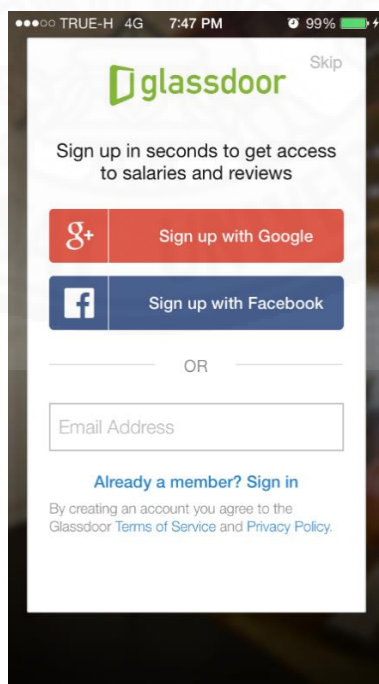 TRUE-H 4G 7:47 PM 99%
Skip
glassdoor
Sign up in seconds to get access
to salaries and reviews
g+ Sign up with Google
f Sign up with Facebook
OR
Email Address
Already a member? Sign in
By creating an account you agree to the
Glassdoor Terms of Service and Privacy Policy.